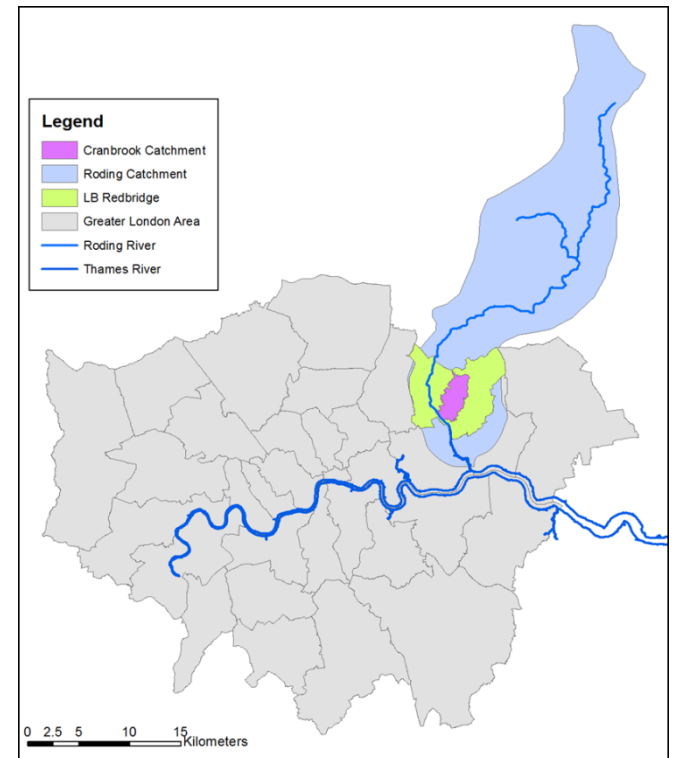 Legend
Cranbrook Catchment
Roding Catchment
LB Redbridge
Greater London Area
Roding River
Thames River
0 2.5 5 10 15
Kilometers